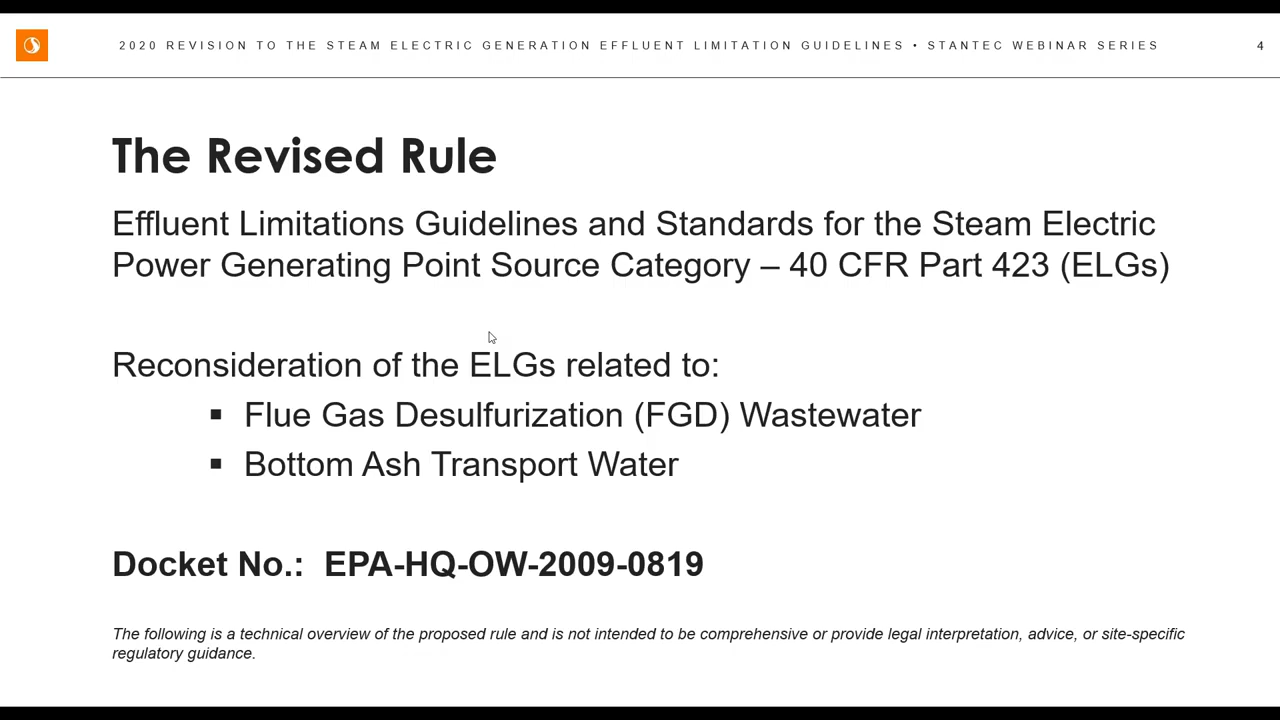 2020 REVISION TO THE STEAM ELECTRIC GENERATION EFFLUENT LIMITATION GUIDELINES • STANTEC WEBINAR SERIES 4
The Revised Rule
Effluent Limitations Guidelines and Standards for the Steam Electric
Power Generating Point Source Category – 40 CFR Part 423 (ELGs)
Reconsideration of the ELGs related to:
▪ Flue Gas Desulfurization (FGD) Wastewater
▪ Bottom Ash Transport Water
Docket No.: EPA-HQ-OW-2009-0819
The following is a technical overview of the proposed rule and is not intended to be comprehensive or provide legal interpretation, advice, or site-specific
regulatory guidance.